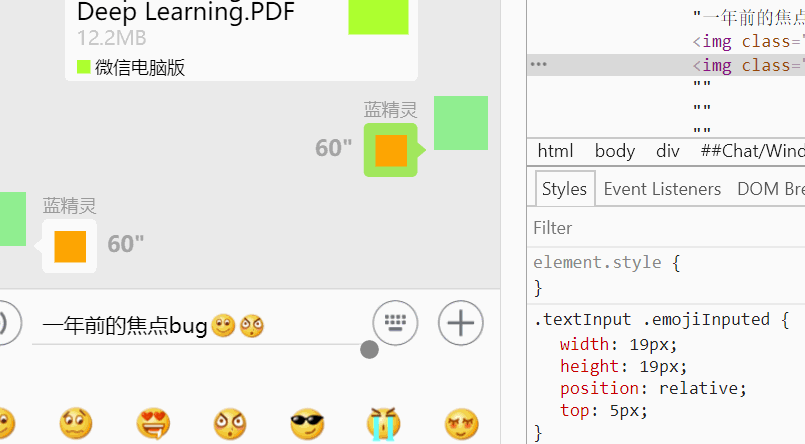 Deep Learning.PDF
12.2MB
微信电脑版
蓝精灵
60"
蓝精灵
60"
一年前的焦点bug
"一年前的焦点
<img class="
<img class="
""
""
""
html body div ##Chat/Wind
Styles Event Listeners DOM Bre
Filter
element.style {
}
.textInput .emojiInputed {
width: 19px;
height: 19px;
position: relative;
top: 5px;
}